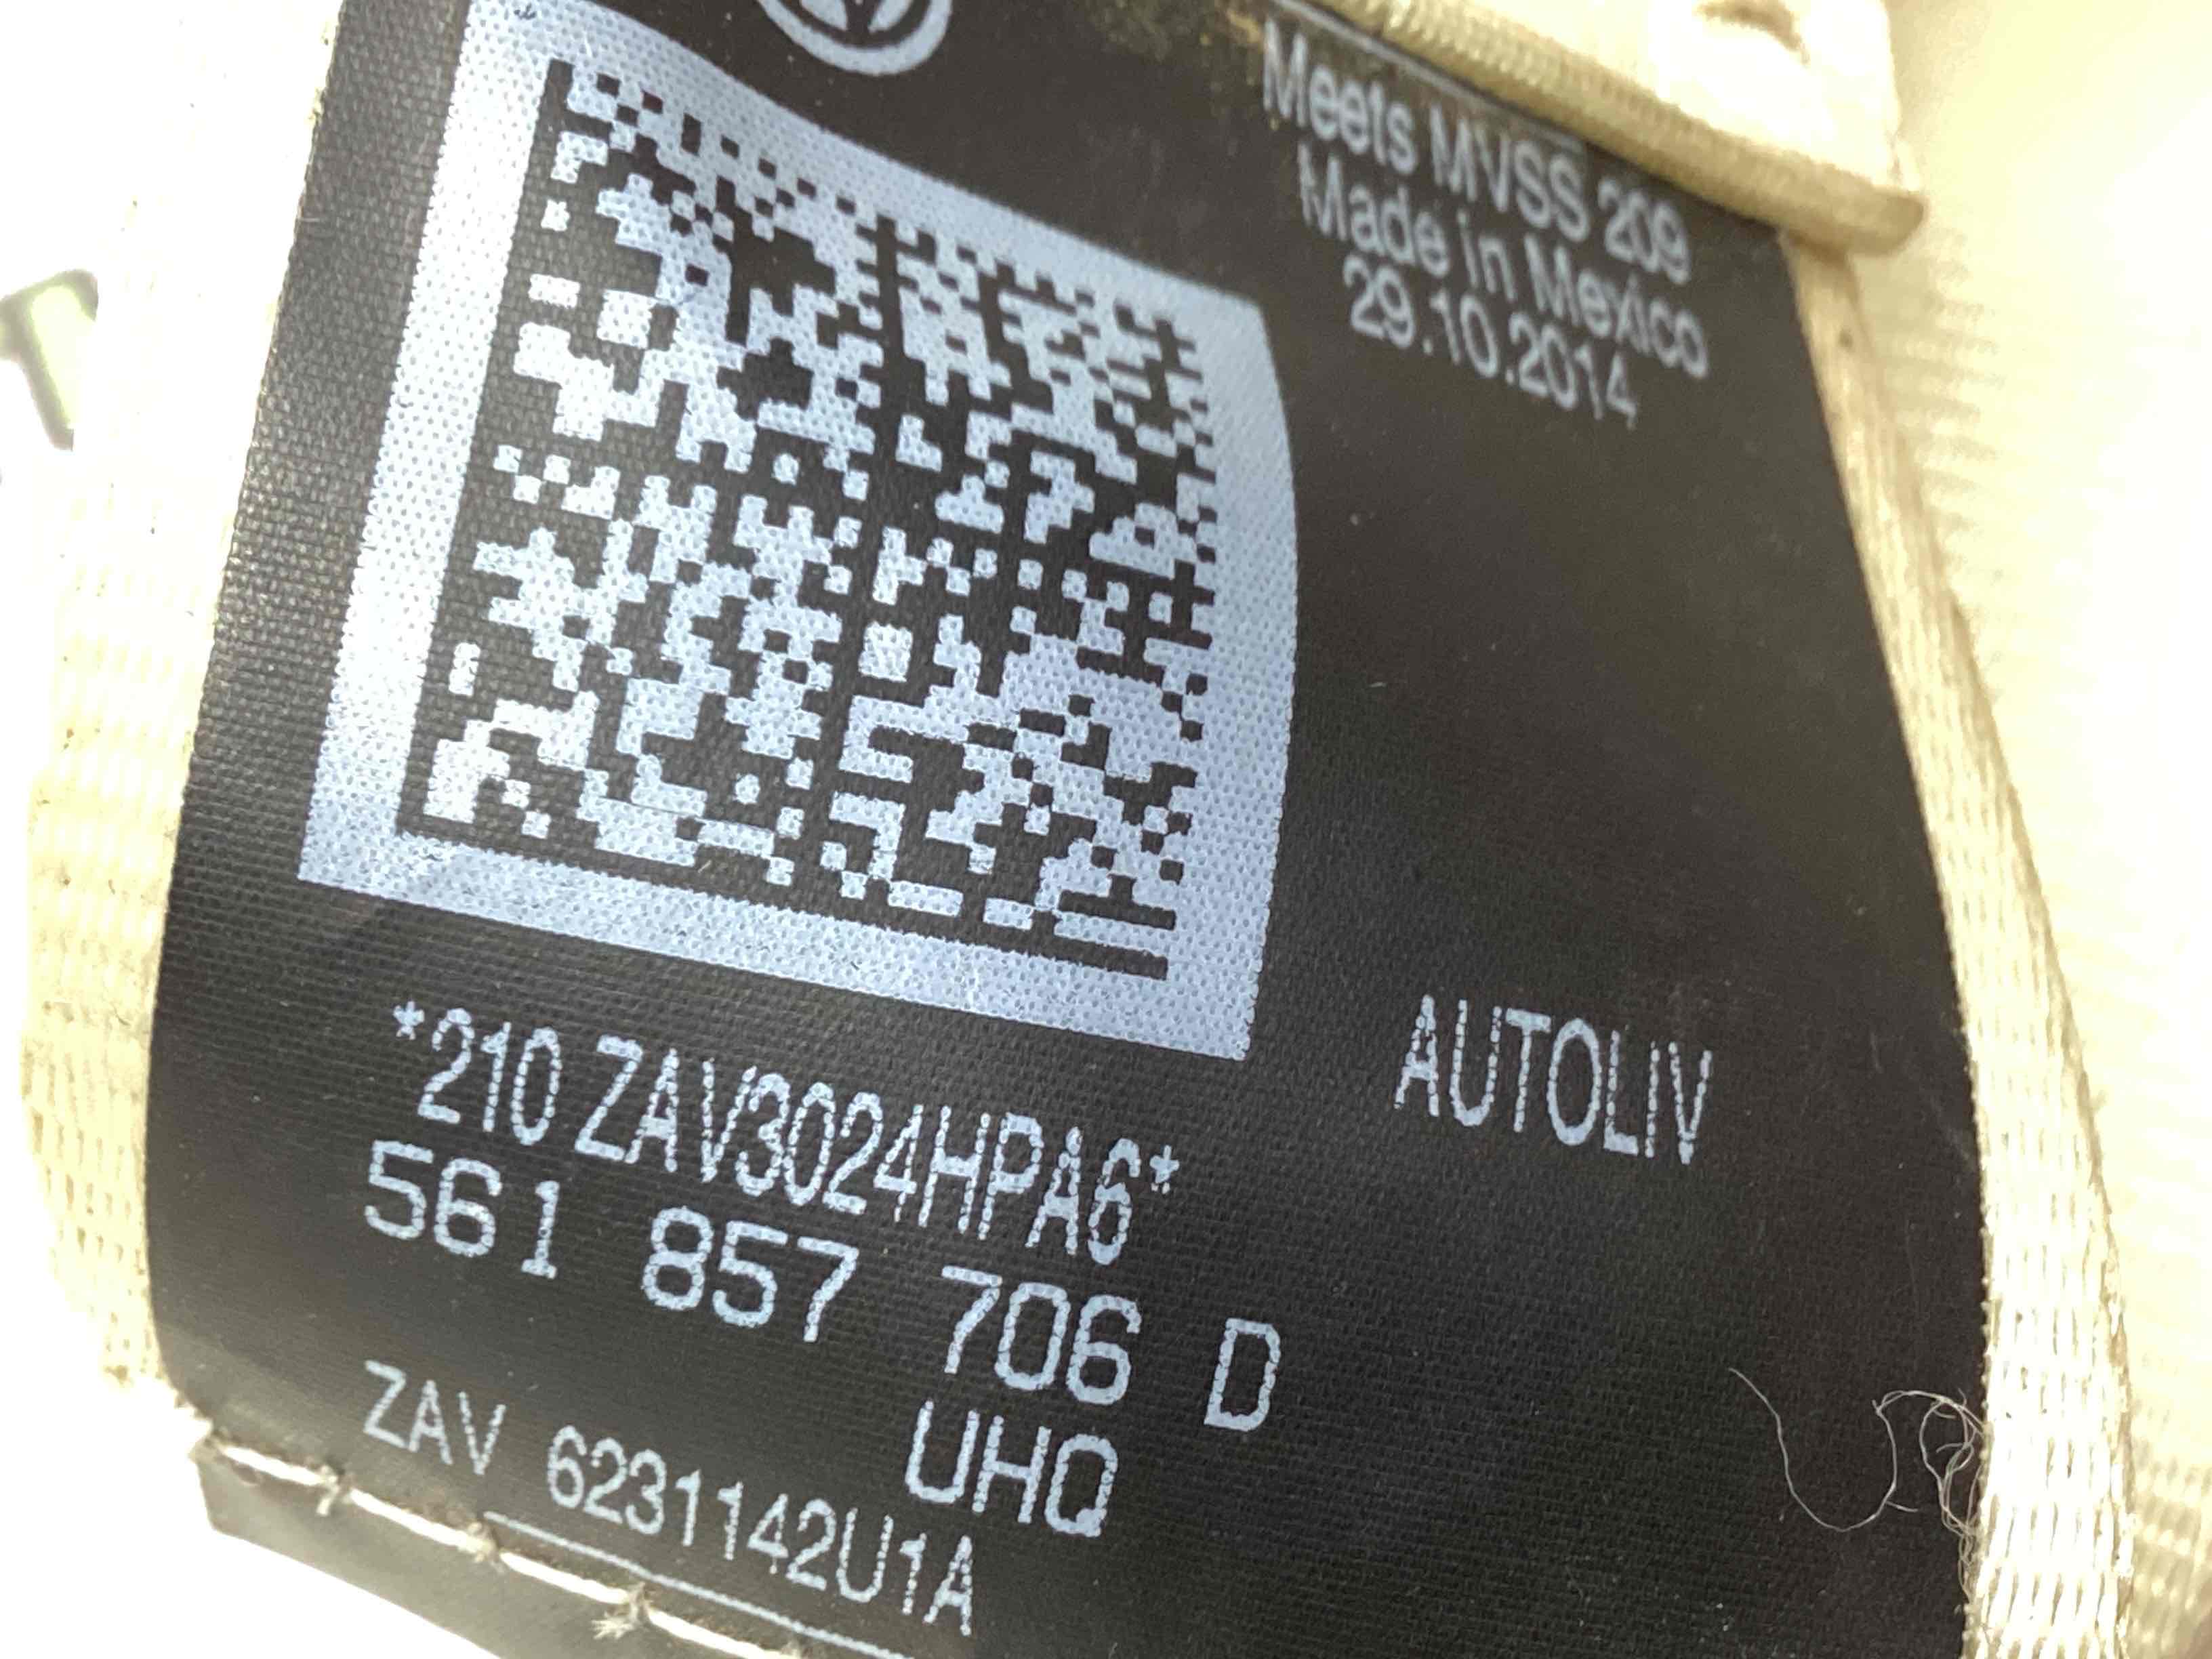 Meets MVSS 209
Made in Mexico
29.10.2014
AUTOLIV
*210 ZAV3024HPA6*
561 857 706 D
UHQ
ZAV 6231142U1A